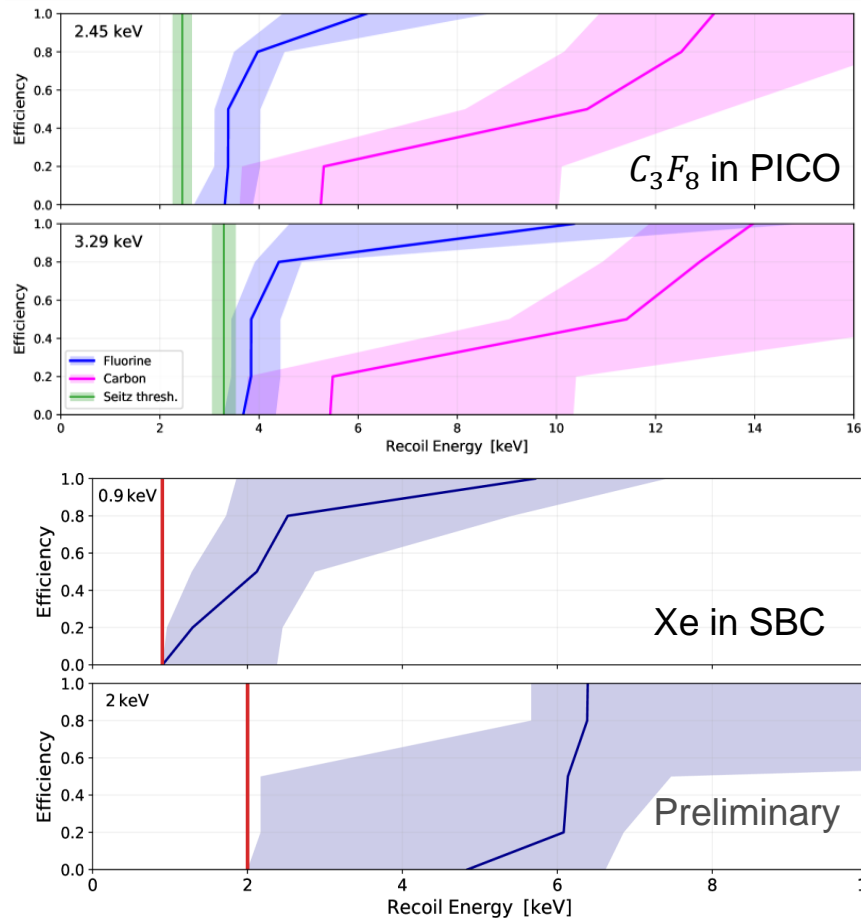 1.0
0.8
0.6
0.4
0.2
0.0
Efficiency
2.45 keV
C₃F₈ in PICO
1.0
0.8
0.6
0.4
0.2
0.0
Efficiency
3.29 keV
Fluorine
Carbon
Seitz thresh.
0 2 4 6 8 10 12 14 16
Recoil Energy [keV]
1.0
0.8
0.6
0.4
0.2
0.0
Efficiency
0.9 keV
Xe in SBC
1.0
0.8
0.6
0.4
0.2
0.0
Efficiency
2 keV
Preliminary
0 2 4 6 8
Recoil Energy [keV]